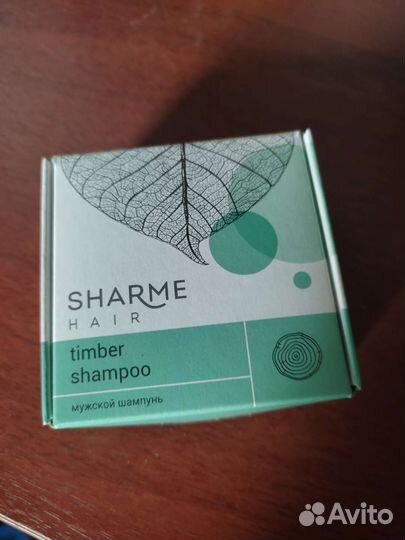 SHARME
HAIR
timber
shampoo
мужской шампунь
Avito